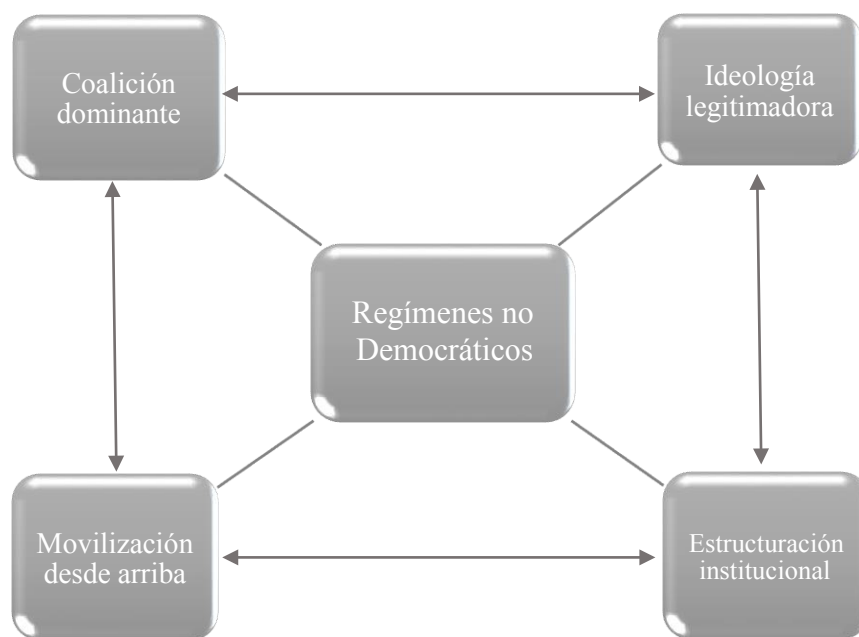 Coalición
dominante
Ideología
legitimadora
Regímenes no
Democráticos
Movilización
desde arriba
Estructuración
institucional